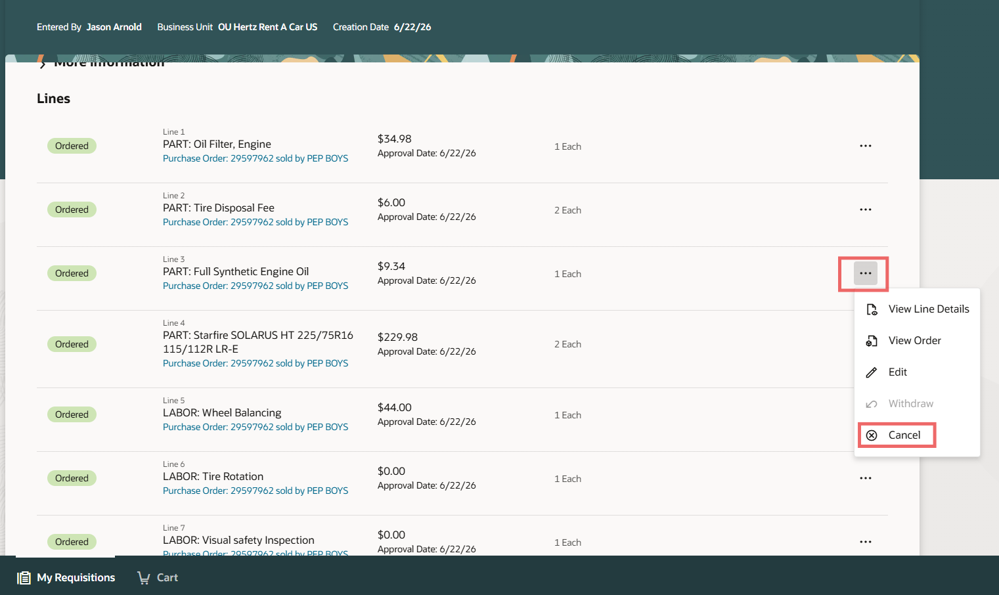 Entered By Jason Arnold Business Unit OU Hertz Rent A Car US Creation Date 6/22/26
More Information
Lines
Ordered
Line 1
PART: Oil Filter, Engine
Purchase Order: 29597962 sold by PEP BOYS
$34.98
Approval Date: 6/22/26
1 Each
Ordered
Line 2
PART: Tire Disposal Fee
Purchase Order: 29597962 sold by PEP BOYS
$6.00
Approval Date: 6/22/26
2 Each
Ordered
Line 3
PART: Full Synthetic Engine Oil
Purchase Order: 29597962 sold by PEP BOYS
$9.34
Approval Date: 6/22/26
1 Each
View Line Details
View Order
Edit
Withdraw
Cancel
Ordered
Line 4
PART: Starfire SOLARUS HT 225/75R16
115/112R LR-E
Purchase Order: 29597962 sold by PEP BOYS
$229.98
Approval Date: 6/22/26
2 Each
Ordered
Line 5
LABOR: Wheel Balancing
Purchase Order: 29597962 sold by PEP BOYS
$44.00
Approval Date: 6/22/26
1 Each
Ordered
Line 6
LABOR: Tire Rotation
Purchase Order: 29597962 sold by PEP BOYS
$0.00
Approval Date: 6/22/26
1 Each
Ordered
Line 7
LABOR: Visual safety Inspection
Purchase Order: 29597962 sold by PEP BOYS
$0.00
Approval Date: 6/22/26
1 Each
My Requisitions
Cart